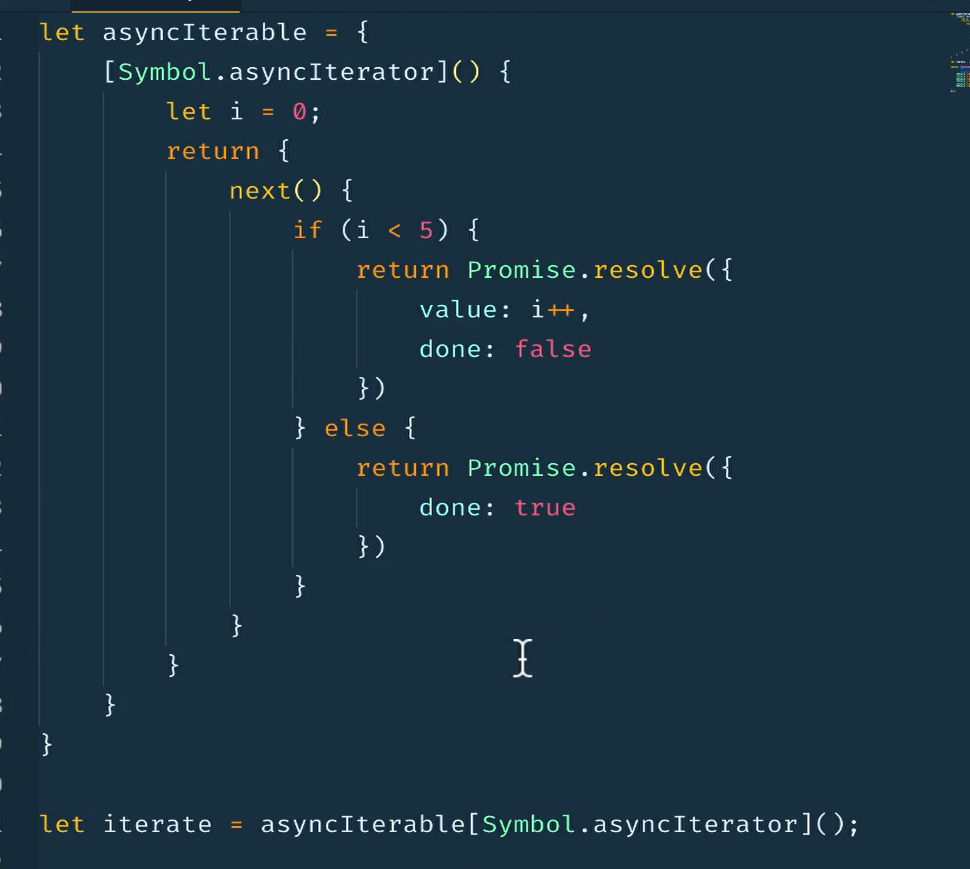 let asyncIterable = {
[Symbol.asyncIterator]() {
let i = 0;
return {
next() {
if (i < 5) {
return Promise.resolve({
value: i++,
done: false
})
} else {
return Promise.resolve({
done: true
})
}
}
}
}
}
let iterate = asyncIterable[Symbol.asyncIterator]();